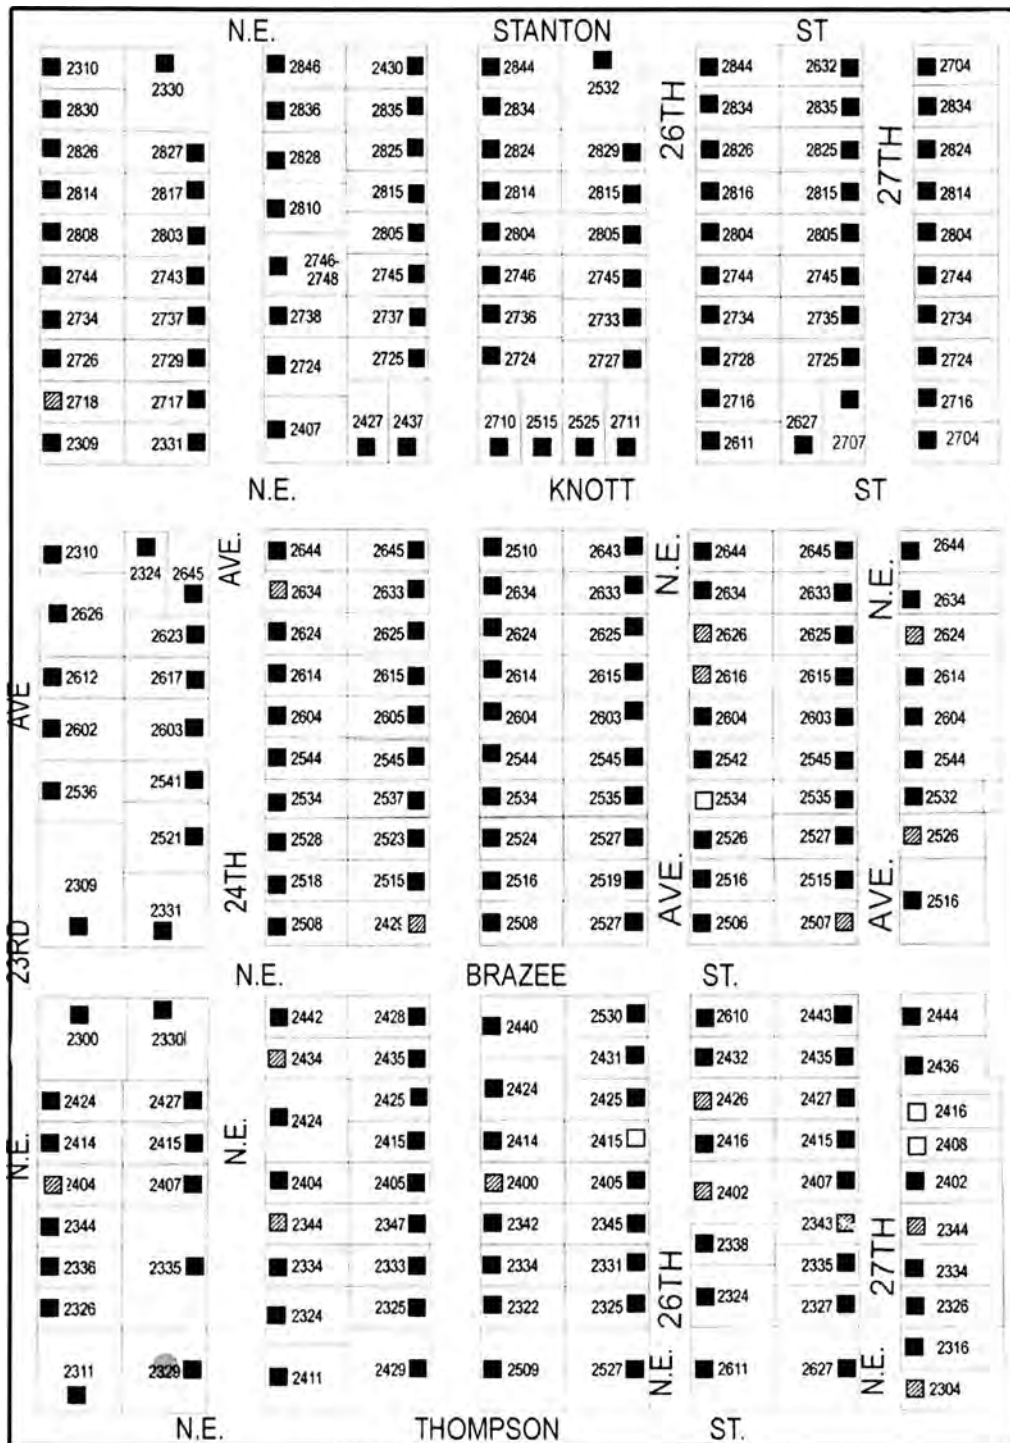 N.E. STANTON ST
2310 2330 2846 2430 2844 2532 2844 2632 2704
2830 2836 2835 2834 2834 2835 2834
2826 2827 2828 2825 2824 2829 2826 2825 2824
2814 2817 2810 2815 2814 2815 2816 2815 2814
2808 2803 2805 2804 2805 2804 2805 2804
2744 2743 2746- 2745 2746 2745 2744 2745 2744
2748
2734 2737 2738 2737 2736 2733 2734 2735 2734
2726 2729 2724 2725 2724 2727 2728 2725 2724
2718 2717 2716 2716
2309 2331 2407 2427 2437 2710 2515 2525 2711 2611 2627 2707 2704
26TH
27TH
N.E. KNOTT ST
2310 2324 2645 2644 2645 2510 2643 2644 2645 2644
2626 2634 2633 2634 2633 2634 2633 2634
2623 2624 2625 2624 2625 2626 2625 2624
2612 2617 2614 2615 2614 2615 2616 2615 2614
2602 2603 2604 2605 2604 2603 2604 2603 2604
2541 2544 2545 2544 2545 2542 2545 2544
2536 2534 2537 2534 2535 2534 2535 2532
2521 2528 2523 2524 2527 2526 2527 2526
2309 2518 2515 2516 2519 2516 2515 2516
2331 2508 2429 2508 2527 2506 2507
AVE
23RD
N.E.
AVE.
24TH
N.E.
N.E.
AVE.
N.E.
AVE.
N.E. BRAZEE ST.
2300 2330 2442 2428 2440 2530 2610 2443 2444
2434 2435 2431 2432 2435 2436
2424 2427 2424 2425 2424 2425 2426 2427 2416
2414 2415 2415 2414 2415 2416 2415 2408
2404 2407 2404 2405 2400 2405 2402 2407 2402
2344 2344 2347 2342 2345 2343 2344
2336 2335 2334 2333 2334 2331 2338 2335 2334
2326 2324 2325 2322 2325 2324 2327 2326
2316
2311 2329 2411 2429 2509 2527 2611 2627 2304
26TH
N.E.
27TH
N.E.
N.E. THOMPSON ST.